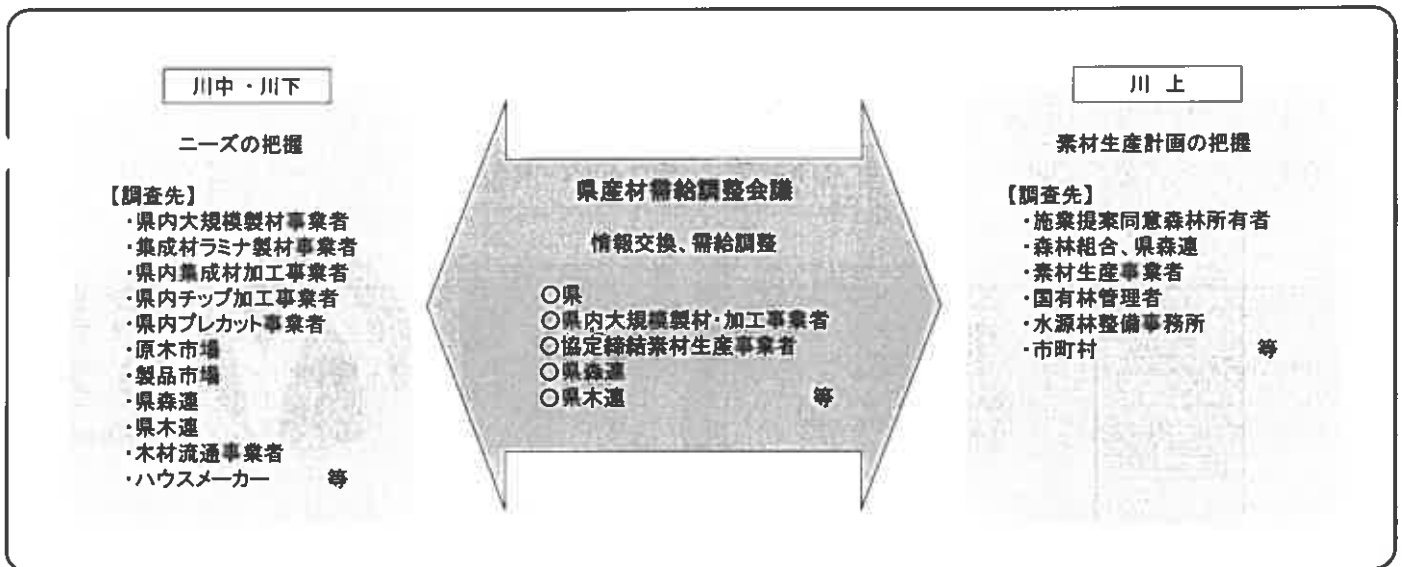 川中・川下
ニーズの把握
【調査先】
・県内大規模製材事業者
・集成材ラミナ製材事業者
・県内集成材加工事業者
・県内チップ加工事業者
・県内プレカット事業者
・原木市場
・製品市場
・県森連
・県木連
・木材流通事業者
・ハウスメーカー 等
県産材需給調整会議
情報交換、需給調整
○県
○県内大規模製材・加工事業者
○協定締結素材生産事業者
○県森連
○県木連 等
川 上
素材生産計画の把握
【調査先】
・施業提案同意森林所有者
・森林組合、県森連
・素材生産事業者
・国有林管理者
・水源林整備事務所
・市町村 等